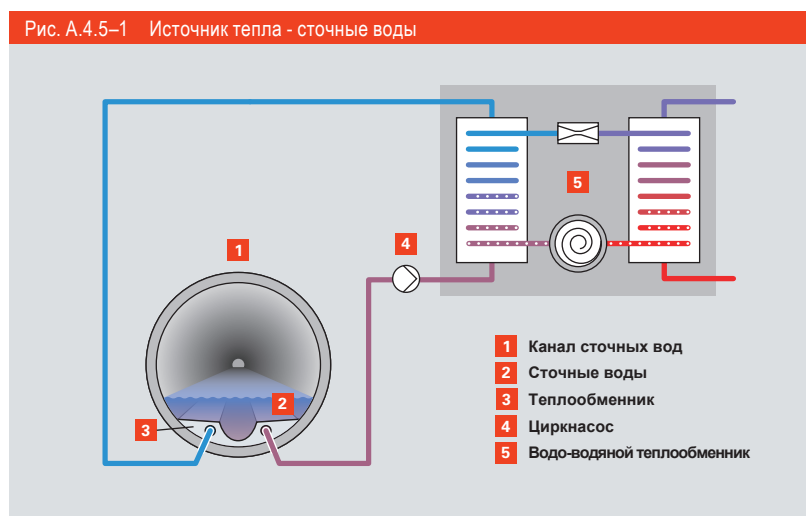 Рис. А.4.5–1 Источник тепла - сточные воды
5
4
1
2
3
1 Канал сточных вод
2 Сточные воды
3 Теплообменник
4 Циркнасос
5 Водо-водяной теплообменник